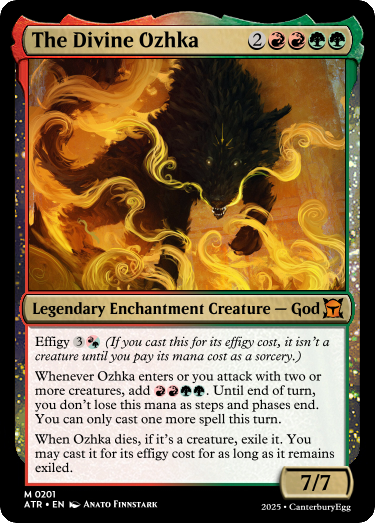 The Divine Ozhka 2
Legendary Enchantment Creature — God
Effigy 3 (If you cast this for its effigy cost, it isn't a
creature until you pay its mana cost as a sorcery.)
Whenever Ozhka enters or you attack with two or
more creatures, add . Until end of turn,
you don't lose this mana as steps and phases end.
You can only cast one more spell this turn.
When Ozhka dies, if it's a creature, exile it. You
may cast it for its effigy cost for as long as it remains
exiled.
7/7
M 0201
ATR • EN Anato Finnstark
2025 • CanterburyEgg